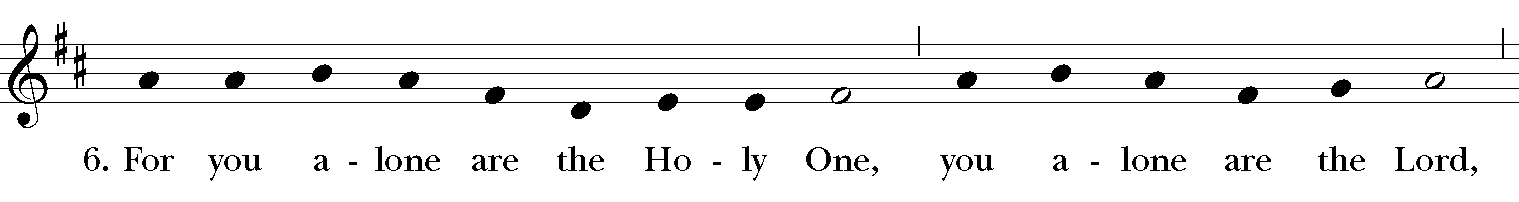 6. For you a - lone are the Ho - ly One, you a - lone are the Lord,